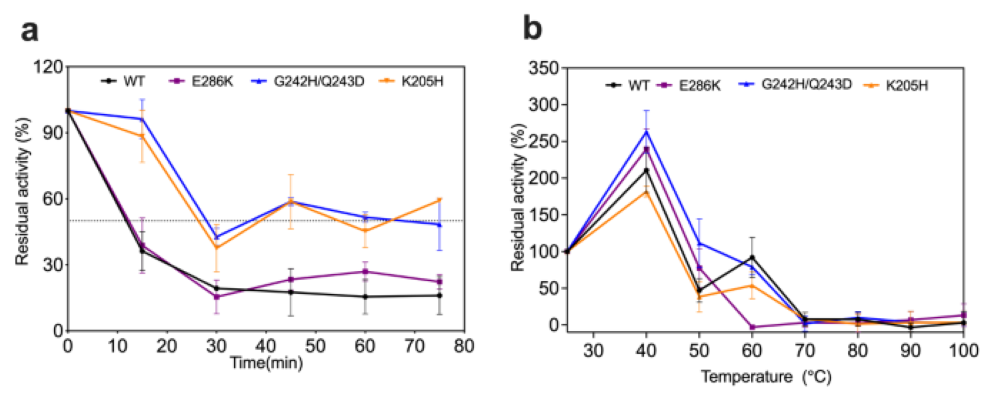 a
120
90
60
30
0
0 10 20 30 40 50 60 70 80
Residual activity (%)
Time(min)
WT E286K G242H/Q243D K205H
b
350
300
250
200
150
100
50
0
30 40 50 60 70 80 90 100
Residual activity (%)
Temperature (°C)
WT E286K G242H/Q243D K205H